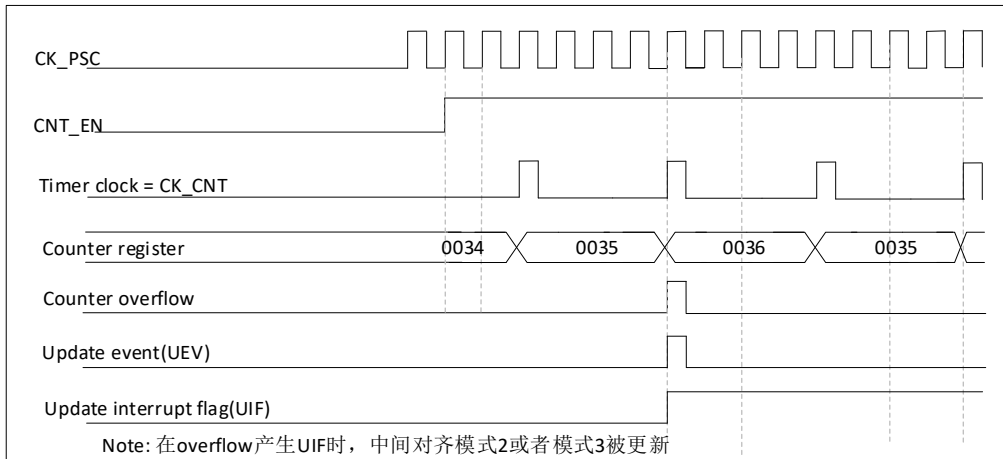 CK_PSC
CNT_EN
Timer clock = CK_CNT
Counter register
0034
0035
0036
0035
Counter overflow
Update event(UEV)
Update interrupt flag(UIF)
Note: 在overflow产生UIF时，中间对齐模式2或者模式3被更新